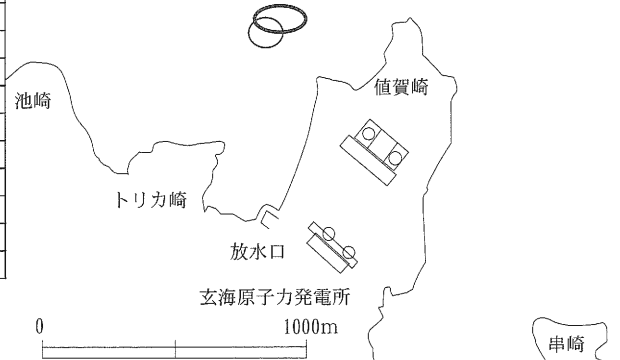 値賀崎
池崎
トリカ崎
放水口
玄海原子力発電所
0 1000m
串崎